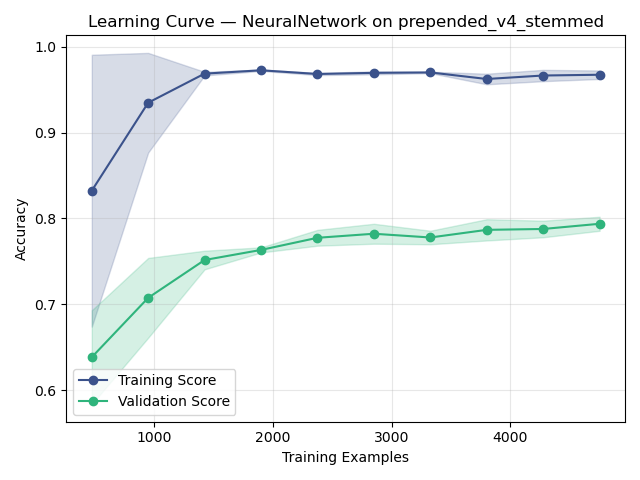 Learning Curve — NeuralNetwork on prepended_v4_stemmed
Accuracy
1.0
0.9
0.8
0.7
0.6
Training Score
Validation Score
1000
2000
3000
4000
Training Examples